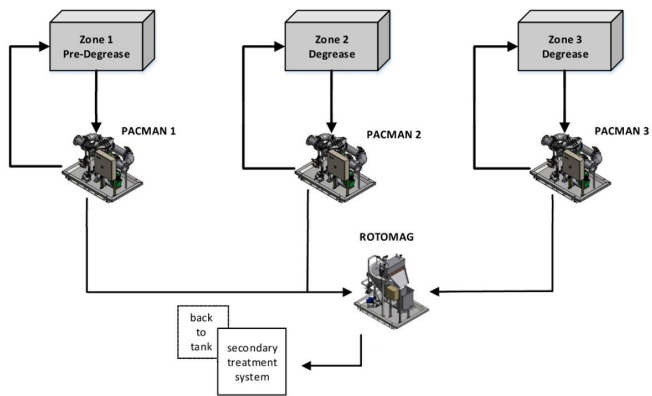 Zone 1
Pre-Degrease
Zone 2
Degrease
Zone 3
Degrease
PACMAN 1
PACMAN 2
PACMAN 3
ROTOMAG
back
to
tank
secondary
treatment
system